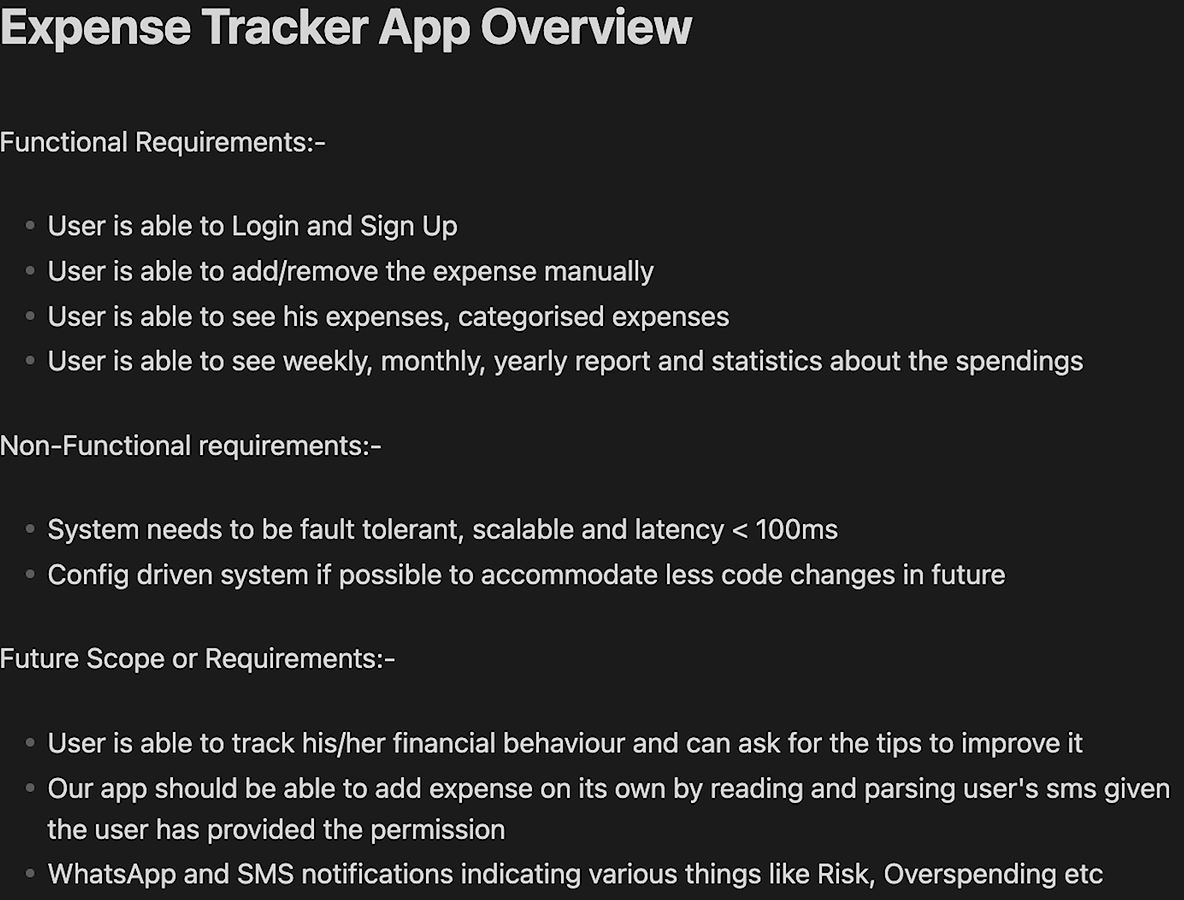 Expense Tracker App Overview
Functional Requirements:-
User is able to Login and Sign Up
User is able to add/remove the expense manually
User is able to see his expenses, categorised expenses
User is able to see weekly, monthly, yearly report and statistics about the spendings
Non-Functional requirements:-
System needs to be fault tolerant, scalable and latency < 100ms
Config driven system if possible to accommodate less code changes in future
Future Scope or Requirements:-
User is able to track his/her financial behaviour and can ask for the tips to improve it
Our app should be able to add expense on its own by reading and parsing user's sms given
the user has provided the permission
WhatsApp and SMS notifications indicating various things like Risk, Overspending etc